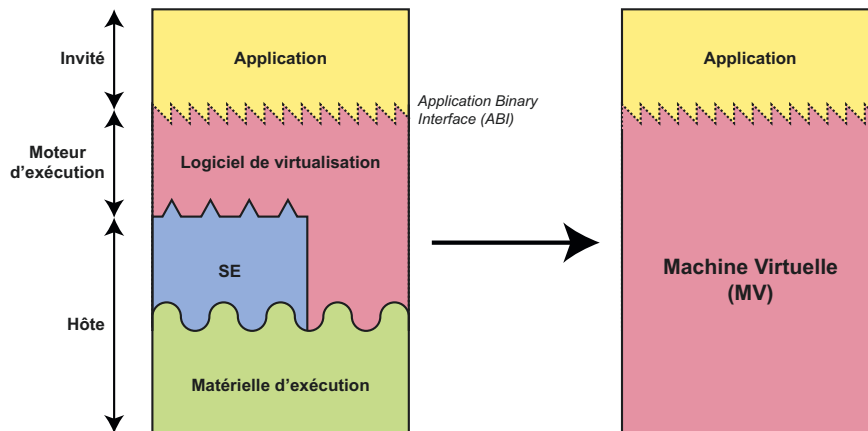 Invité
Application
Application Binary
Interface (ABI)
Moteur
d'exécution
Logiciel de virtualisation
SE
Hôte
Matérielle d'exécution
Application
Machine Virtuelle
(MV)